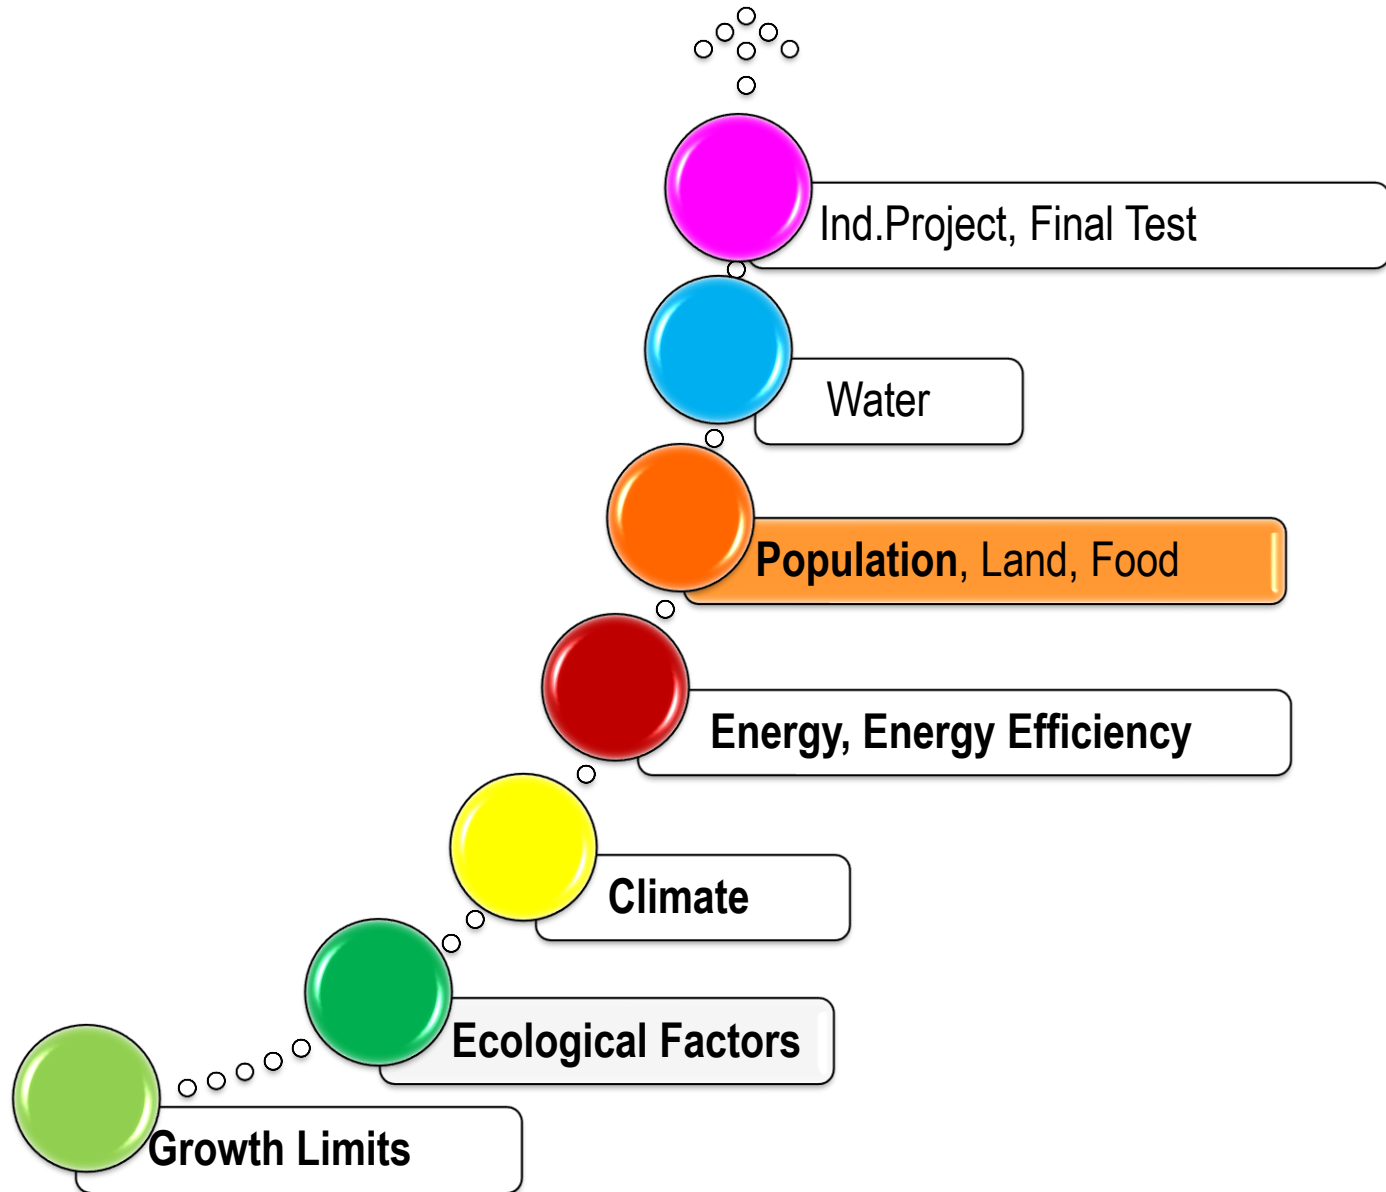 Ind.Project, Final Test
Water
Population, Land, Food
Energy, Energy Efficiency
Climate
Ecological Factors
Growth Limits